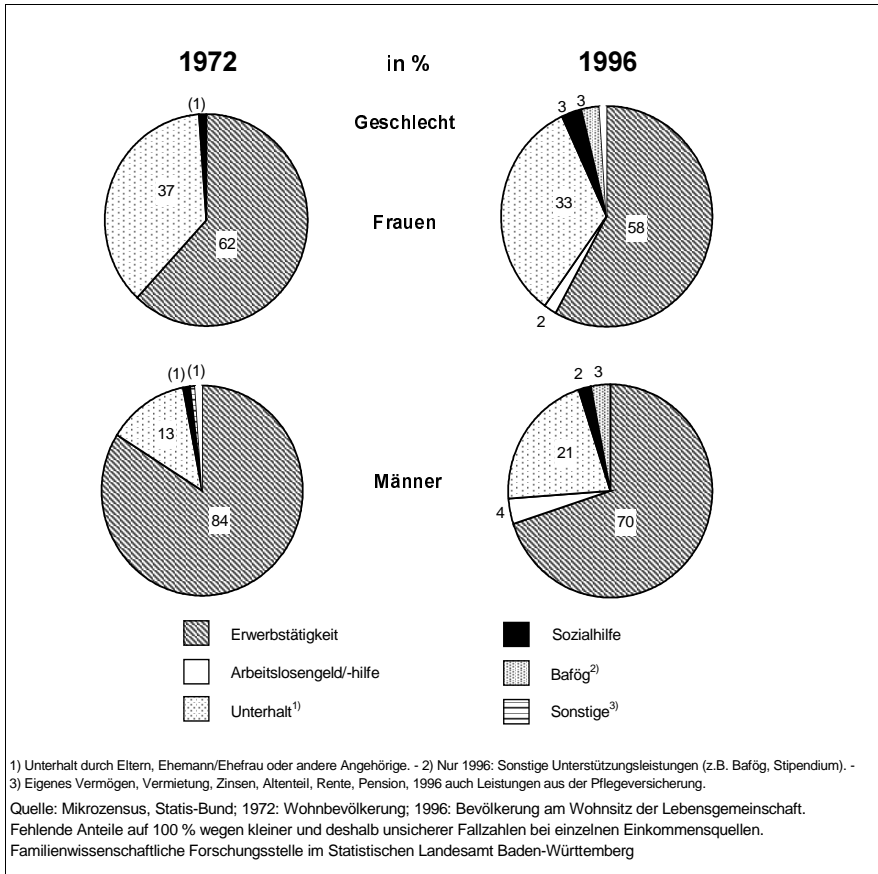 1972 in % 1996
Geschlecht
(1)
37
62
Frauen
3 3
33
58
2
(1) (1)
13
84
Männer
2 3
21
4
70
Erwerbstätigkeit
Sozialhilfe
Arbeitslosengeld/-hilfe
Bafög2)
Unterhalt1)
Sonstige3)
1) Unterhalt durch Eltern, Ehemann/Ehefrau oder andere Angehörige. - 2) Nur 1996: Sonstige Unterstützungsleistungen (z.B. Bafög, Stipendium). -
3) Eigenes Vermögen, Vermietung, Zinsen, Altenteil, Rente, Pension, 1996 auch Leistungen aus der Pflegeversicherung.
Quelle: Mikrozensus, Statis-Bund; 1972: Wohnbevölkerung; 1996: Bevölkerung am Wohnsitz der Lebensgemeinschaft.
Fehlende Anteile auf 100 % wegen kleiner und deshalb unsicherer Fallzahlen bei einzelnen Einkommensquellen.
Familienwissenschaftliche Forschungsstelle im Statistischen Landesamt Baden-Württemberg